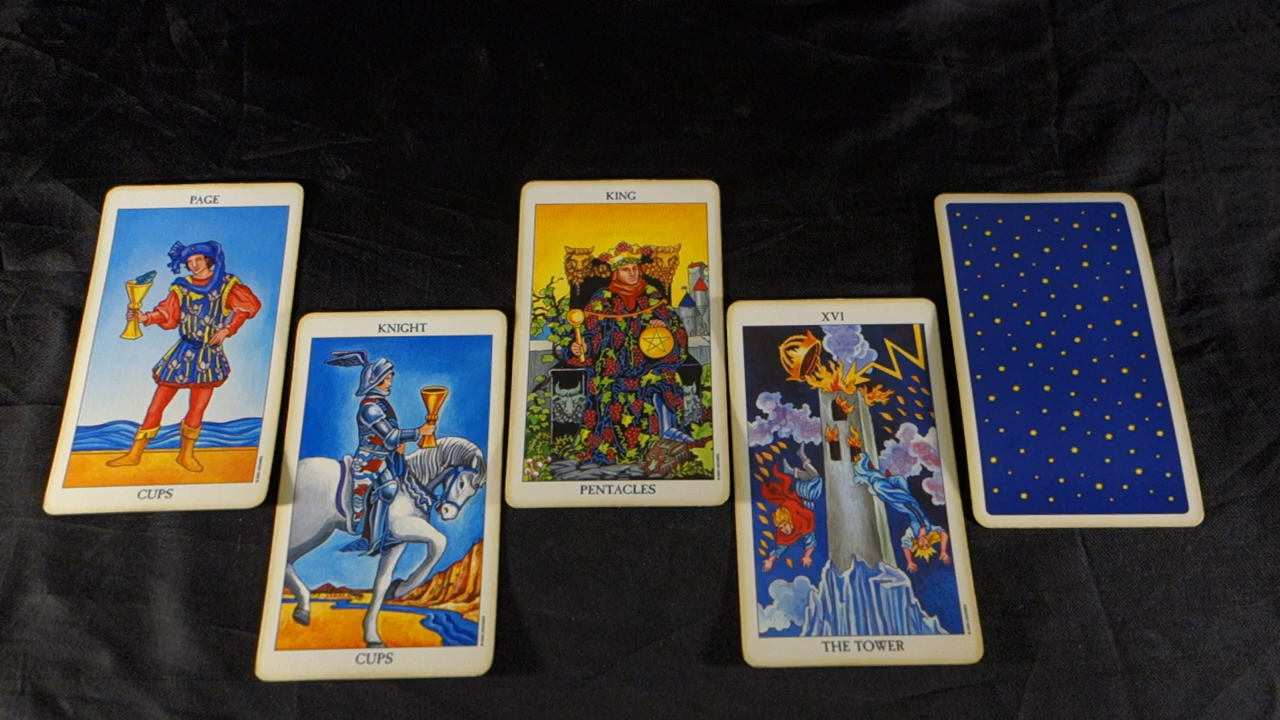 PAGE
CUPS
KNIGHT
CUPS
KING
PENTACLES
XVI
THE TOWER